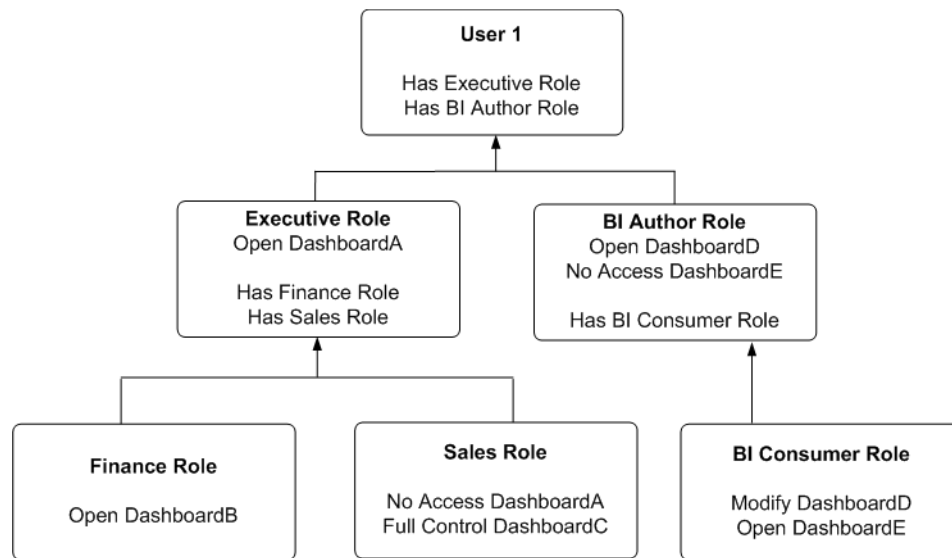 User 1
Has Executive Role
Has BI Author Role
Executive Role
Open DashboardA
Has Finance Role
Has Sales Role
BI Author Role
Open DashboardD
No Access DashboardE
Has BI Consumer Role
Finance Role
Open DashboardB
Sales Role
No Access DashboardA
Full Control DashboardC
BI Consumer Role
Modify DashboardD
Open DashboardE